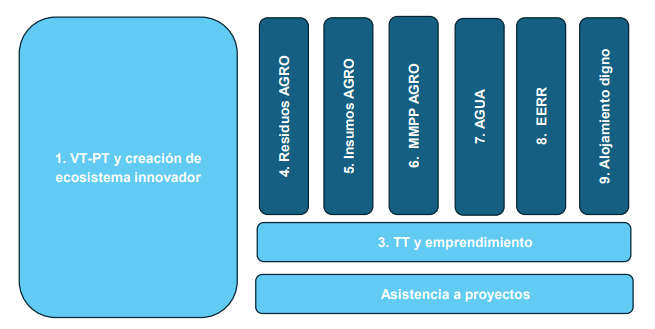 1. VT-PT y creación de
ecosistema innovador
4. Residuos AGRO
5. Insumos AGRO
6. MMPP AGRO
7. AGUA
8. EERR
9. Alojamiento digno
3. TT y emprendimiento
Asistencia a proyectos